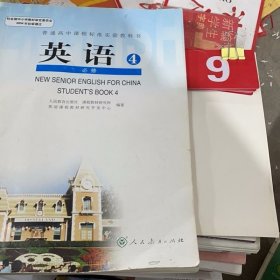 普通高中课程标准实验教科书
英语 4
必修
NEW SENIOR ENGLISH FOR CHINA
STUDENT'S BOOK 4
人民教育出版社 课程教材研究所
英语课程教材研究开发中心
编著
人民教育出版社
9